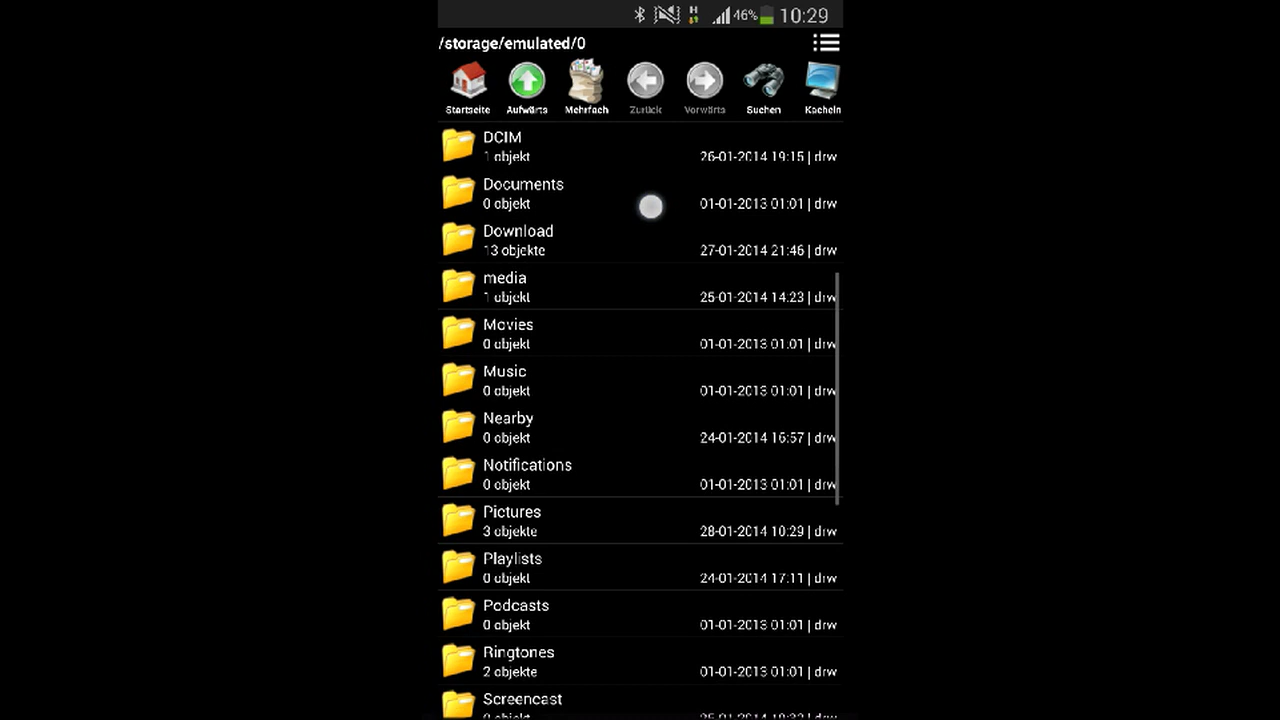 46% 10:29
/storage/emulated/0
Startseite Aufwärts Mehrfach Zurück Vorwärts Suchen Kacheln
DCIM
1 objekt 26-01-2014 19:15 | drw
Documents
0 objekt 01-01-2013 01:01 | drw
Download
13 objekte 27-01-2014 21:46 | drw
media
1 objekt 25-01-2014 14:23 | drw
Movies
0 objekt 01-01-2013 01:01 | drw
Music
0 objekt 01-01-2013 01:01 | drw
Nearby
0 objekt 24-01-2014 16:57 | drw
Notifications
0 objekt 01-01-2013 01:01 | drw
Pictures
3 objekte 28-01-2014 10:29 | drw
Playlists
0 objekt 24-01-2014 17:11 | drw
Podcasts
0 objekt 01-01-2013 01:01 | drw
Ringtones
2 objekte 01-01-2013 01:01 | drw
Screencast